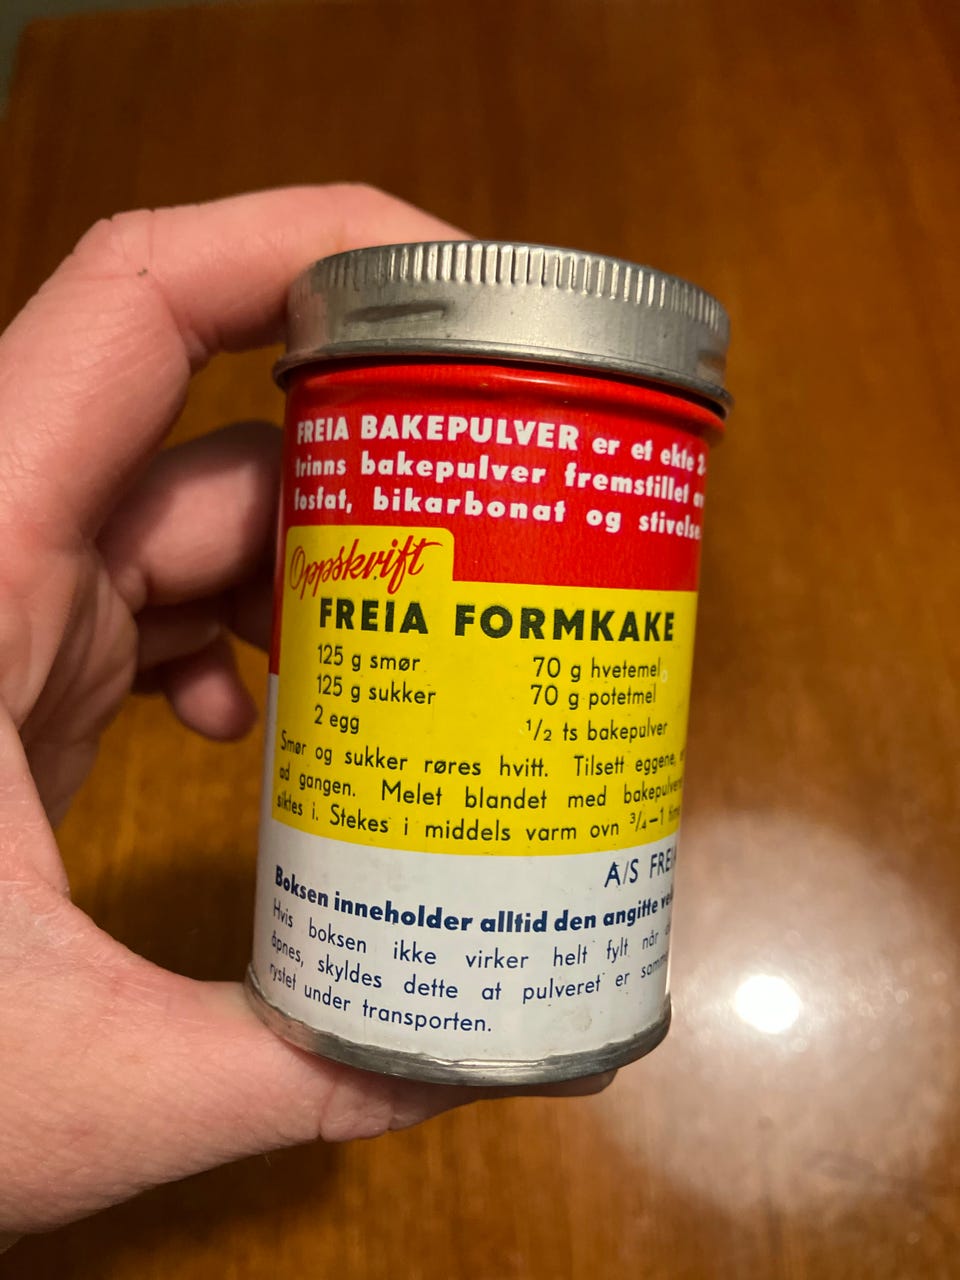 FREIA BAKEPULVER er et ekte 2-
trinns bakepulver fremstillet
fosfat, bikarbonat og stivelse
Oppskrift
FREIA FORMKAKE
125 g smør 70 g hvetemel
125 g sukker 70 g potetmel
2 egg 1/2 ts bakepulver
Smør og sukker røres hvitt. Tilsett eggene,
ad gangen. Melet blandet med
siktes i. Stekes i middels varm ovn 3/4–1
A/S FREIA
Boksen inneholder alltid den angitte
Hvis boksen ikke virker helt fylt når
åpnes, skyldes dette at pulveret er
rystet under transporten.